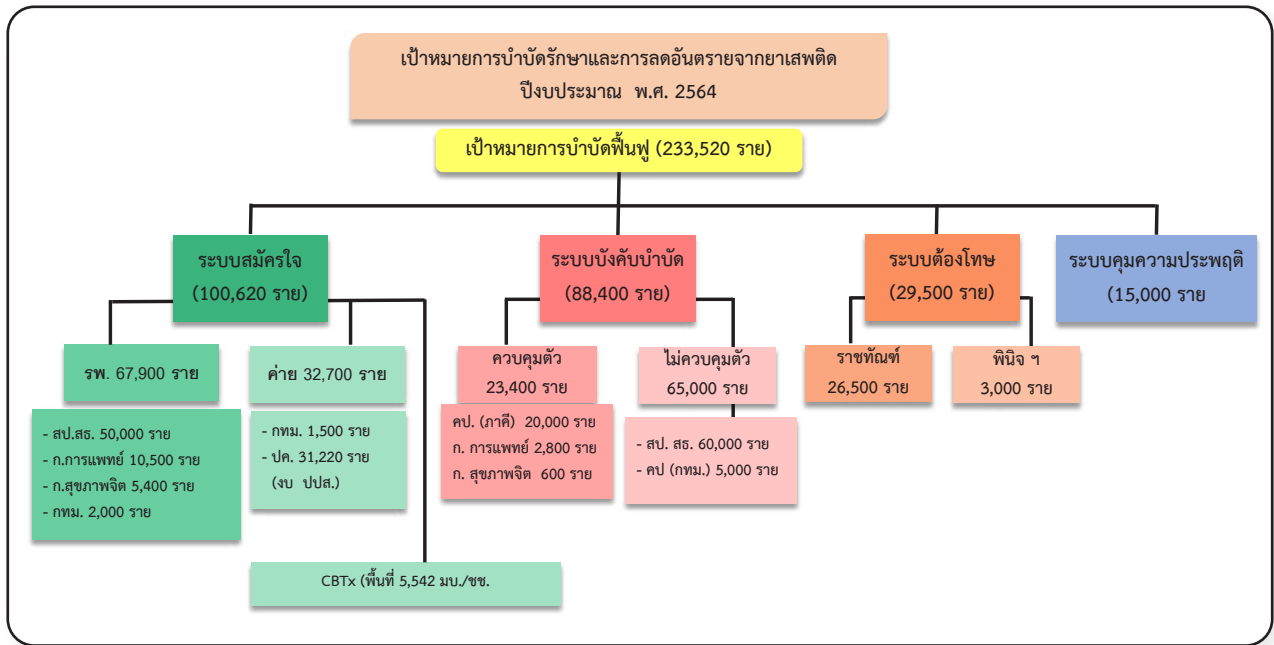 เป้าหมายการบำบัดรักษาและการลดอันตรายจากยาเสพติด
ปีงบประมาณ พ.ศ. 2564
เป้าหมายการบำบัดฟื้นฟู (233,520 ราย)
ระบบสมัครใจ
(100,620 ราย)
ระบบบังคับบำบัด
(88,400 ราย)
ระบบต้องโทษ
(29,500 ราย)
ระบบคุมความประพฤติ
(15,000 ราย
รพ. 67,900 ราย
ค่าย 32,700 ราย
ควบคุมตัว
23,400 ราย
ไม่ควบคุมตัว
65,000 ราย
ราชทัณฑ์
26,500 ราย
พินิจ ฯ
3,000 ราย
- สป.สธ. 50,000 ราย
- ก.การแพทย์ 10,500 ราย
- ก.สุขภาพจิต 5,400 ราย
- กทม. 2,000 ราย
- กทม. 1,500 ราย
- ปค. 31,220 ราย
(งบ ปปส.)
คป. (ภาคี) 20,000 ราย
ก. การแพทย์ 2,800 ราย
ก. สุขภาพจิต 600 ราย
- สป. สธ. 60,000 ราย
- คป (กทม.) 5,000 ราย
CBTx (พื้นที่ 5,542 มบ./ชช.